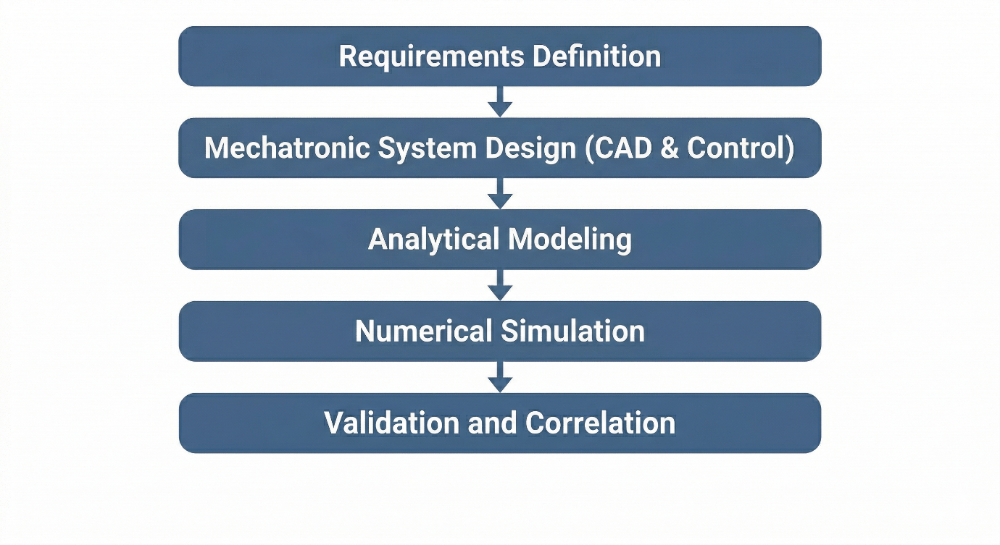 Requirements Definition
Mechatronic System Design (CAD & Control)
Analytical Modeling
Numerical Simulation
Validation and Correlation